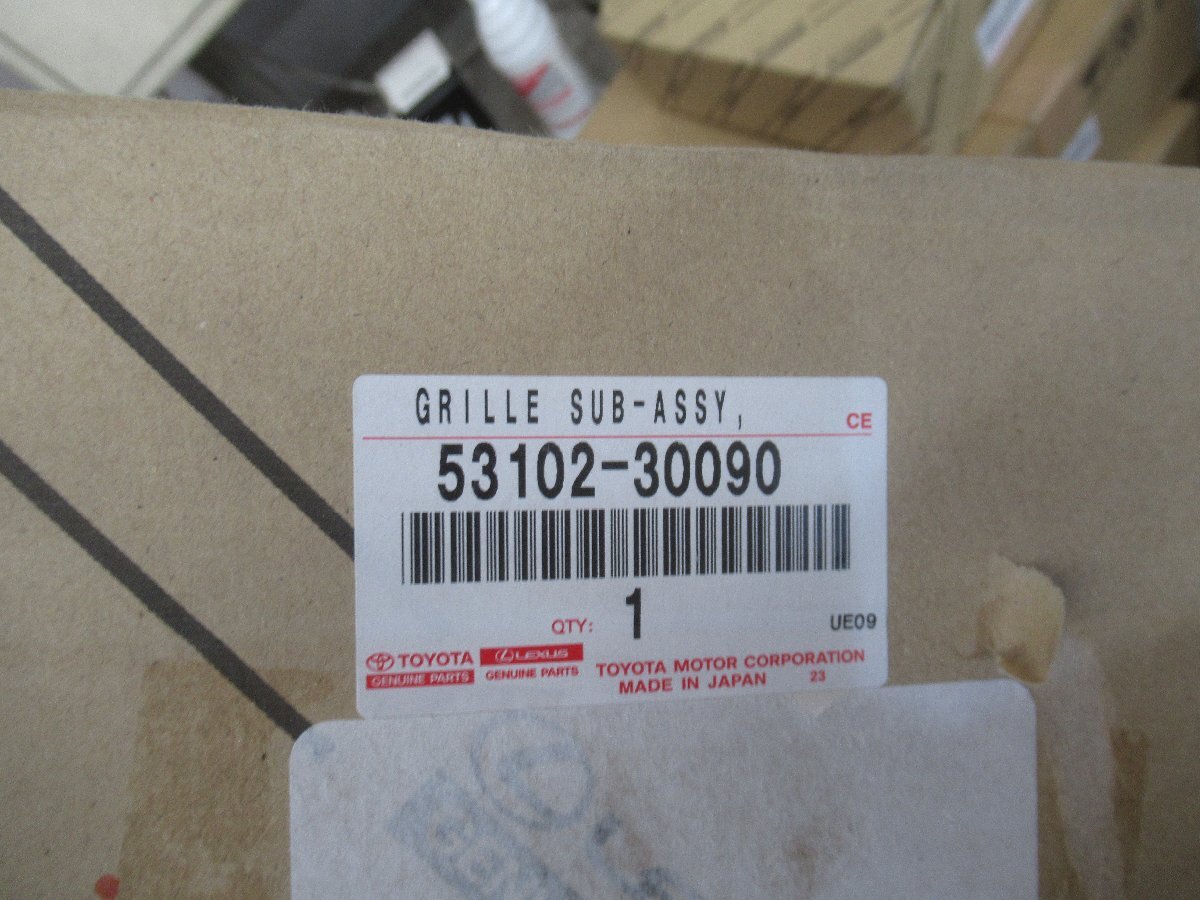 GRILLE SUB-ASSY,
CE
53102-30090
QTY: 1
UE09
TOYOTA
GENUINE PARTS
LEXUS
GENUINE PARTS
TOYOTA MOTOR CORPORATION
MADE IN JAPAN 23